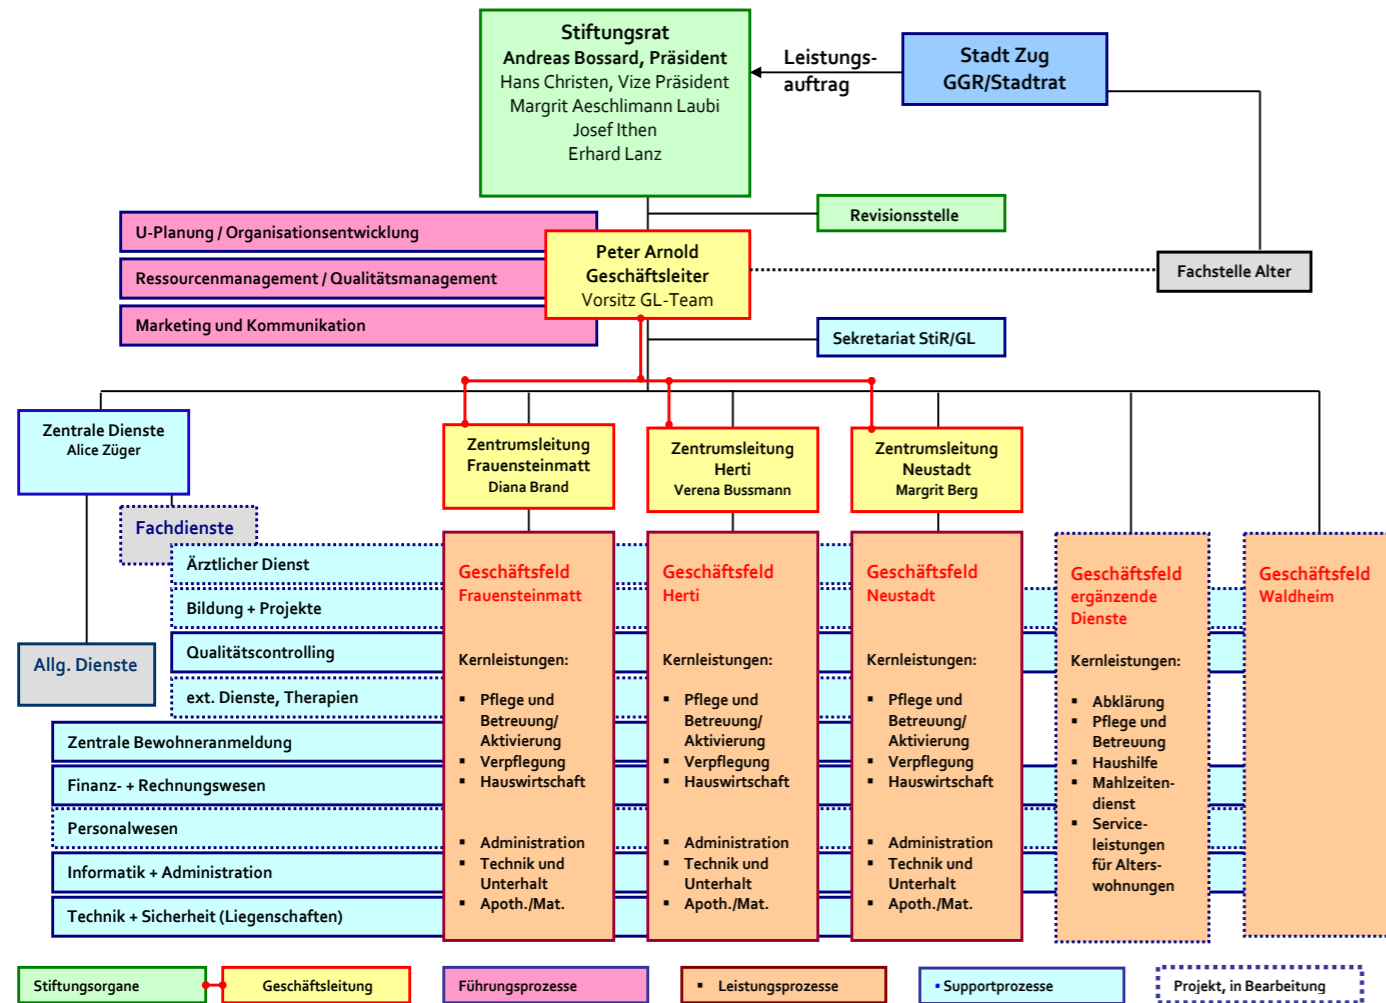 Stiftungsrat
Andreas Bossard, Präsident
Hans Christen, Vize Präsident
Margrit Aeschlimann Laubi
Josef Ithen
Erhard Lanz
Leistungs-
auftrag
Stadt Zug
GGR/Stadtrat
Revisionsstelle
U-Planung / Organisationsentwicklung
Ressourcenmanagement / Qualitätsmanagement
Marketing und Kommunikation
Peter Arnold
Geschäftsleiter
Vorsitz GL-Team
Fachstelle Alter
Sekretariat StiR/GL
Zentrale Dienste
Alice Züger
Zentrumsleitung
Frauensteinmatt
Diana Brand
Zentrumsleitung
Herti
Verena Bussmann
Zentrumsleitung
Neustadt
Margrit Berg
Fachdienste
Allg. Dienste
Ärztlicher Dienst
Bildung + Projekte
Qualitätscontrolling
ext. Dienste, Therapien
Zentrale Bewohneranmeldung
Finanz- + Rechnungswesen
Personalwesen
Informatik + Administration
Technik + Sicherheit (Liegenschaften)
Geschäftsfeld
Frauensteinmatt
Kernleistungen:
▪ Pflege und
Betreuung/
Aktivierung
▪ Verpflegung
▪ Hauswirtschaft
▪ Administration
▪ Technik und
Unterhalt
▪ Apoth./Mat.
Geschäftsfeld
Herti
Kernleistungen:
▪ Pflege und
Betreuung/
Aktivierung
▪ Verpflegung
▪ Hauswirtschaft
▪ Administration
▪ Technik und
Unterhalt
▪ Apoth./Mat.
Geschäftsfeld
Neustadt
Kernleistungen:
▪ Pflege und
Betreuung/
Aktivierung
▪ Verpflegung
▪ Hauswirtschaft
▪ Administration
▪ Technik und
Unterhalt
▪ Apoth./Mat.
Geschäftsfeld
ergänzende
Dienste
Kernleistungen:
▪ Abklärung
▪ Pflege und
Betreuung
▪ Haushilfe
▪ Mahlzeiten-
dienst
▪ Service-
leistungen
für Alters-
wohnungen
Geschäftsfeld
Waldheim
Stiftungsorgane
Geschäftsleitung
Führungsprozesse
▪ Leistungsprozesse
• Supportprozesse
Projekt, in Bearbeitung